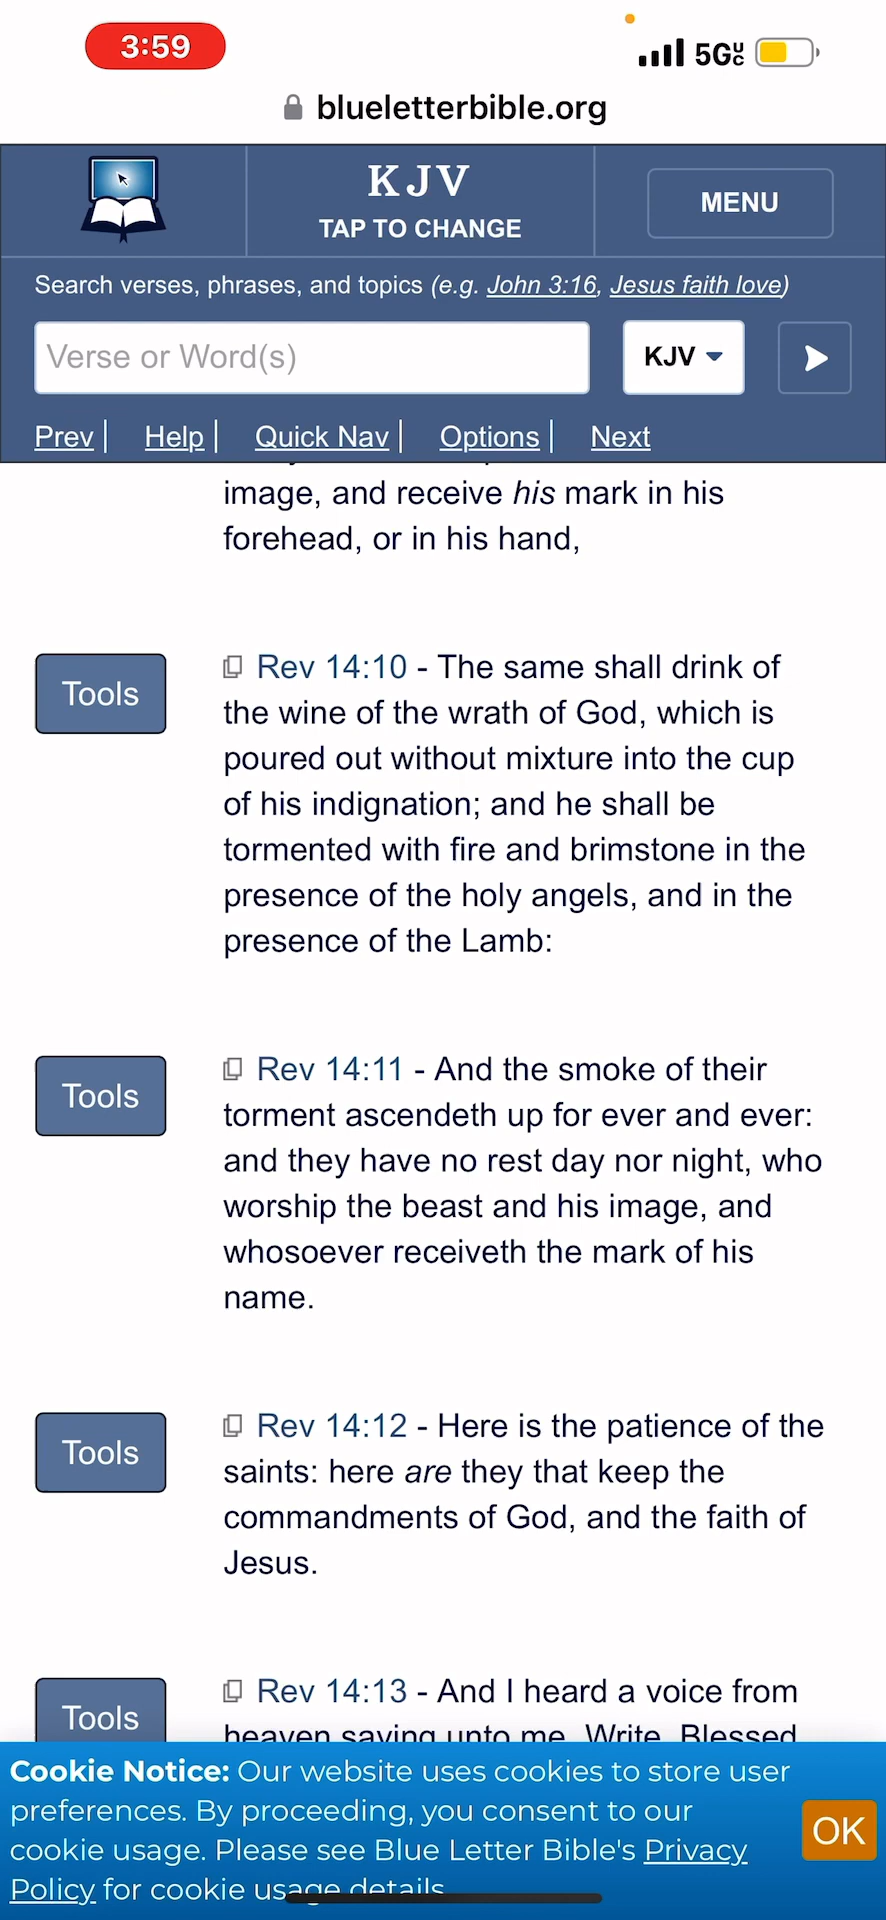 3:59
5G UC
blueletterbible.org
KJV
TAP TO CHANGE
MENU
Search verses, phrases, and topics (e.g. John 3:16, Jesus faith love)
Verse or Word(s)
KJV
Prev | Help | Quick Nav | Options | Next
image, and receive his mark in his
forehead, or in his hand,
Tools
Rev 14:10 - The same shall drink of
the wine of the wrath of God, which is
poured out without mixture into the cup
of his indignation; and he shall be
tormented with fire and brimstone in the
presence of the holy angels, and in the
presence of the Lamb:
Tools
Rev 14:11 - And the smoke of their
torment ascendeth up for ever and ever:
and they have no rest day nor night, who
worship the beast and his image, and
whosoever receiveth the mark of his
name.
Tools
Rev 14:12 - Here is the patience of the
saints: here are they that keep the
commandments of God, and the faith of
Jesus.
Tools
Rev 14:13 - And I heard a voice from
heaven saying unto me, Write, Blessed
Cookie Notice: Our website uses cookies to store user
preferences. By proceeding, you consent to our
cookie usage. Please see Blue Letter Bible's Privacy
Policy for cookie usage details
OK